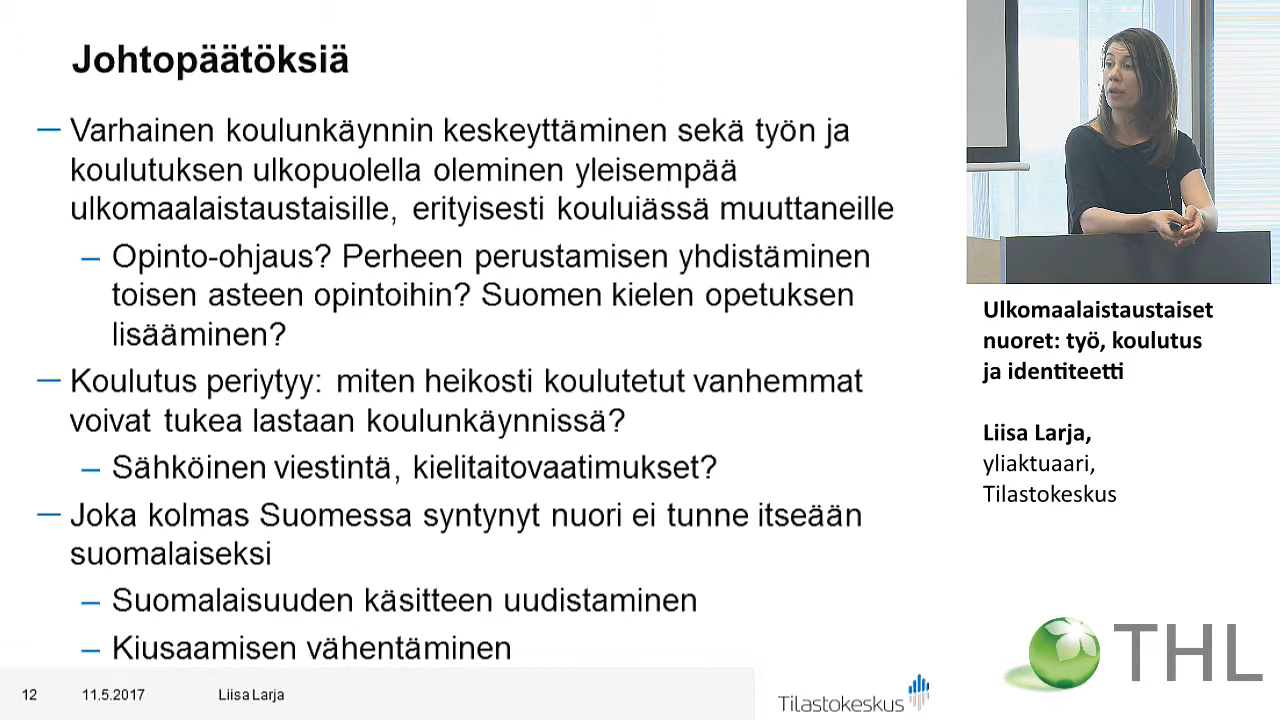 Johtopäätöksiä
— Varhainen koulunkäynnin keskeyttäminen sekä työn ja
koulutuksen ulkopuolella oleminen yleisempää
ulkomaalaistaustaisille, erityisesti kouluiässä muuttaneille
– Opinto-ohjaus? Perheen perustamisen yhdistäminen
toisen asteen opintoihin? Suomen kielen opetuksen
lisääminen?
— Koulutus periytyy: miten heikosti koulutetut vanhemmat
voivat tukea lastaan koulunkäynnissä?
– Sähköinen viestintä, kielitaitovaatimukset?
— Joka kolmas Suomessa syntynyt nuori ei tunne itseään
suomalaiseksi
– Suomalaisuuden käsitteen uudistaminen
– Kiusaamisen vähentäminen
12 11.5.2017 Liisa Larja
Tilastokeskus
Ulkomaalaistaustaiset
nuoret: työ, koulutus
ja identiteetti
Liisa Larja,
yliaktuaari,
Tilastokeskus
THL